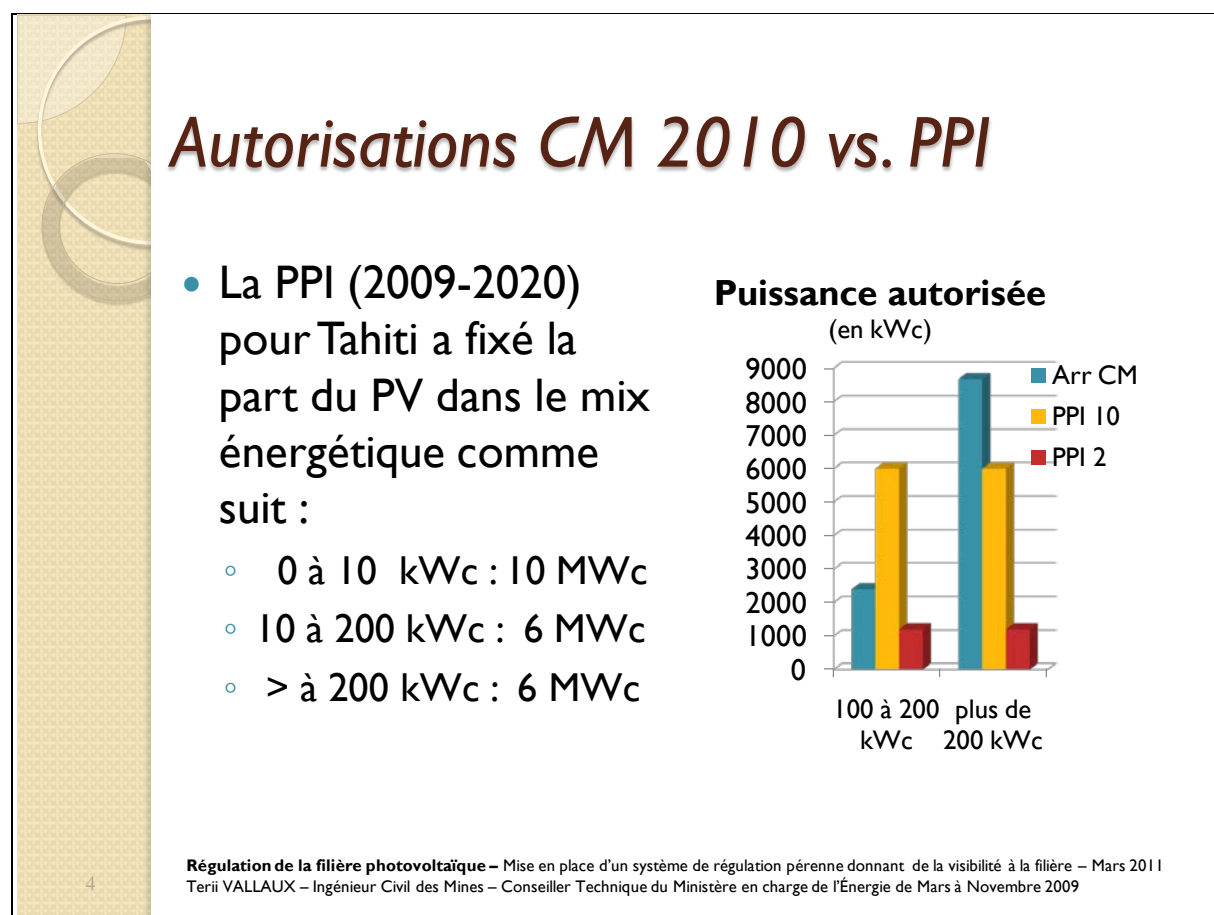 Autorisations CM 2010 vs. PPI
• La PPI (2009-2020)
pour Tahiti a fixé la
part du PV dans le mix
énergétique comme
suit :
◦ 0 à 10 kWc : 10 MWc
◦ 10 à 200 kWc : 6 MWc
◦ > à 200 kWc : 6 MWc
Puissance autorisée
(en kWc)
9000
8000
7000
6000
5000
4000
3000
2000
1000
0
Arr CM
PPI 10
PPI 2
100 à 200
kWc
plus de
200 kWc
Régulation de la filière photovoltaïque – Mise en place d'un système de régulation pérenne donnant de la visibilité à la filière – Mars 2011
Terii VALLAUX – Ingénieur Civil des Mines – Conseiller Technique du Ministère en charge de l'Énergie de Mars à Novembre 2009
4